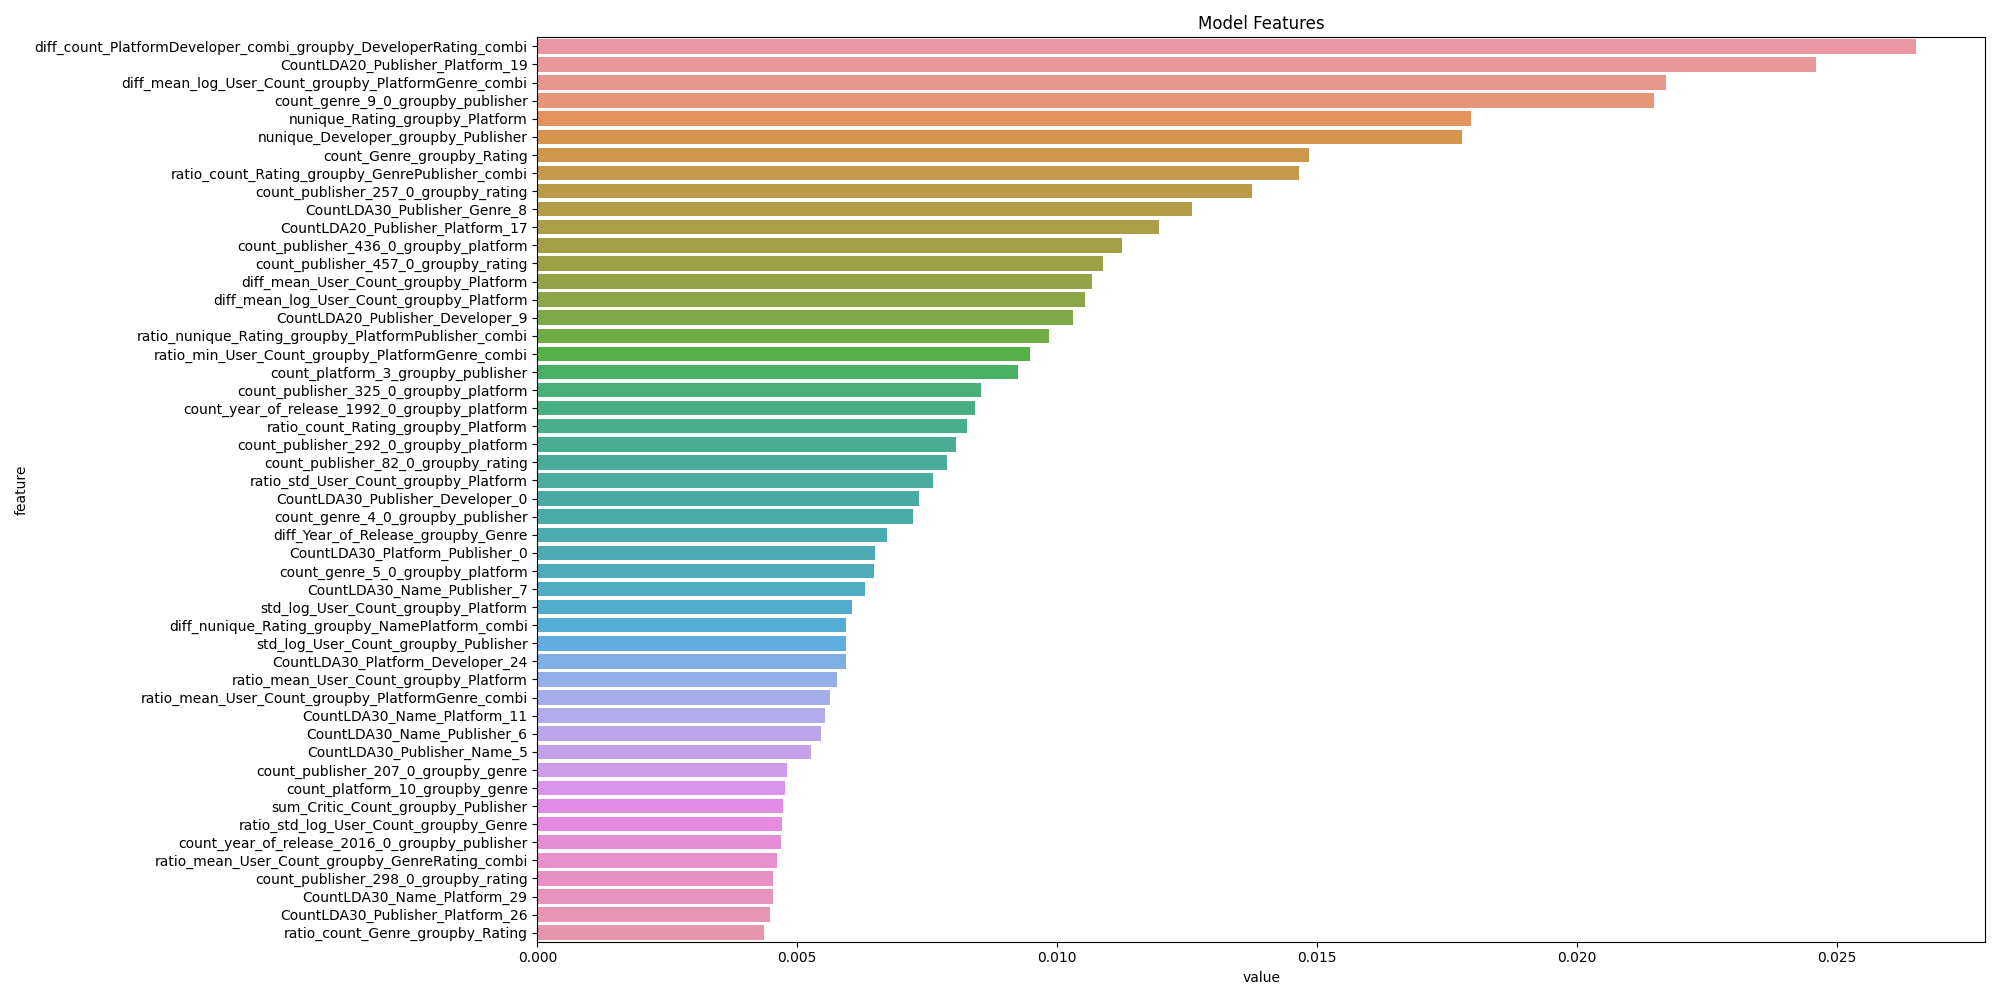 Model Features
diff_count_PlatformDeveloper_combi_groupby_DeveloperRating_combi
CountLDA20_Publisher_Platform_19
diff_mean_log_User_Count_groupby_PlatformGenre_combi
count_genre_9_0_groupby_publisher
nunique_Rating_groupby_Platform
nunique_Developer_groupby_Publisher
count_Genre_groupby_Rating
ratio_count_Rating_groupby_GenrePublisher_combi
count_publisher_257_0_groupby_rating
CountLDA30_Publisher_Genre_8
CountLDA20_Publisher_Platform_17
count_publisher_436_0_groupby_platform
count_publisher_457_0_groupby_rating
diff_mean_User_Count_groupby_Platform
diff_mean_log_User_Count_groupby_Platform
CountLDA20_Publisher_Developer_9
ratio_nunique_Rating_groupby_PlatformPublisher_combi
ratio_min_User_Count_groupby_PlatformGenre_combi
count_platform_3_groupby_publisher
count_publisher_325_0_groupby_platform
count_year_of_release_1992_0_groupby_platform
ratio_count_Rating_groupby_Platform
count_publisher_292_0_groupby_platform
count_publisher_82_0_groupby_rating
ratio_std_User_Count_groupby_Platform
CountLDA30_Publisher_Developer_0
count_genre_4_0_groupby_publisher
diff_Year_of_Release_groupby_Genre
CountLDA30_Platform_Publisher_0
count_genre_5_0_groupby_platform
CountLDA30_Name_Publisher_7
std_log_User_Count_groupby_Platform
diff_nunique_Rating_groupby_NamePlatform_combi
std_log_User_Count_groupby_Publisher
CountLDA30_Platform_Developer_24
ratio_mean_User_Count_groupby_Platform
ratio_mean_User_Count_groupby_PlatformGenre_combi
CountLDA30_Name_Platform_11
CountLDA30_Name_Publisher_6
CountLDA30_Publisher_Name_5
count_publisher_207_0_groupby_genre
count_platform_10_groupby_genre
sum_Critic_Count_groupby_Publisher
ratio_std_log_User_Count_groupby_Genre
count_year_of_release_2016_0_groupby_publisher
ratio_mean_User_Count_groupby_GenreRating_combi
count_publisher_298_0_groupby_rating
CountLDA30_Name_Platform_29
CountLDA30_Publisher_Platform_26
ratio_count_Genre_groupby_Rating
feature
0.000 0.005 0.010 0.015 0.020 0.025
value